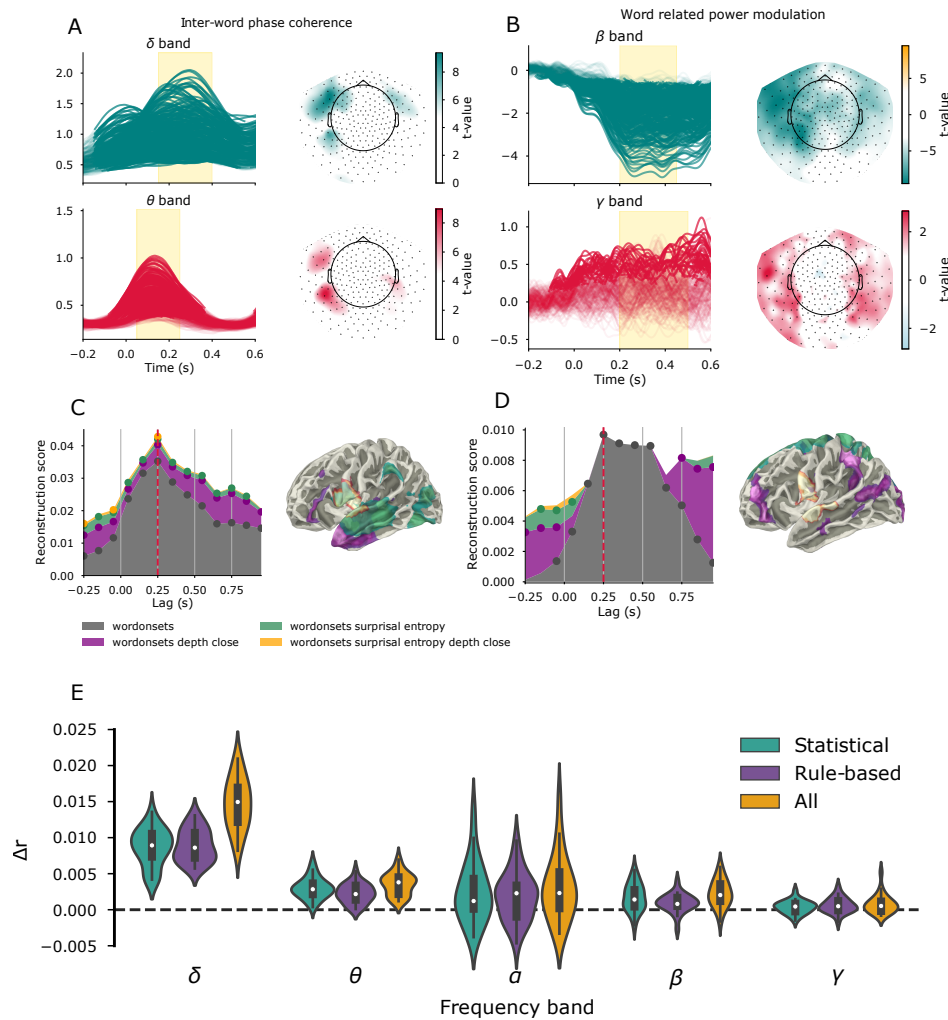 Inter-word phase coherence
Word related power modulation
A
δ band
2.0
1.5
1.0
0.5
8
6
4
2
0
t-value
θ band
1.5
1.0
0.5
−0.2
0.0
0.2
0.4
0.6
Time (s)
8
6
4
2
0
t-value
B
β band
0
−2
−4
5
0
−5
t-value
γ band
1.0
0.5
0.0
−0.5
−0.2
0.0
0.2
0.4
0.6
Time (s)
2
0
−2
t-value
C
Reconstruction score
0.04
0.03
0.02
0.01
0.00
−0.25
0.00
0.25
0.50
0.75
Lag (s)
D
Reconstruction score
0.010
0.008
0.006
0.004
0.002
0.000
−0.25
0.00
0.25
0.50
0.75
Lag (s)
wordonsets
wordonsets surprisal entropy
wordonsets depth close
wordonsets surprisal entropy depth close
E
Δr
0.025
0.020
0.015
0.010
0.005
0.000
−0.005
Statistical
Rule-based
All
δ
θ
α
β
γ
Frequency band